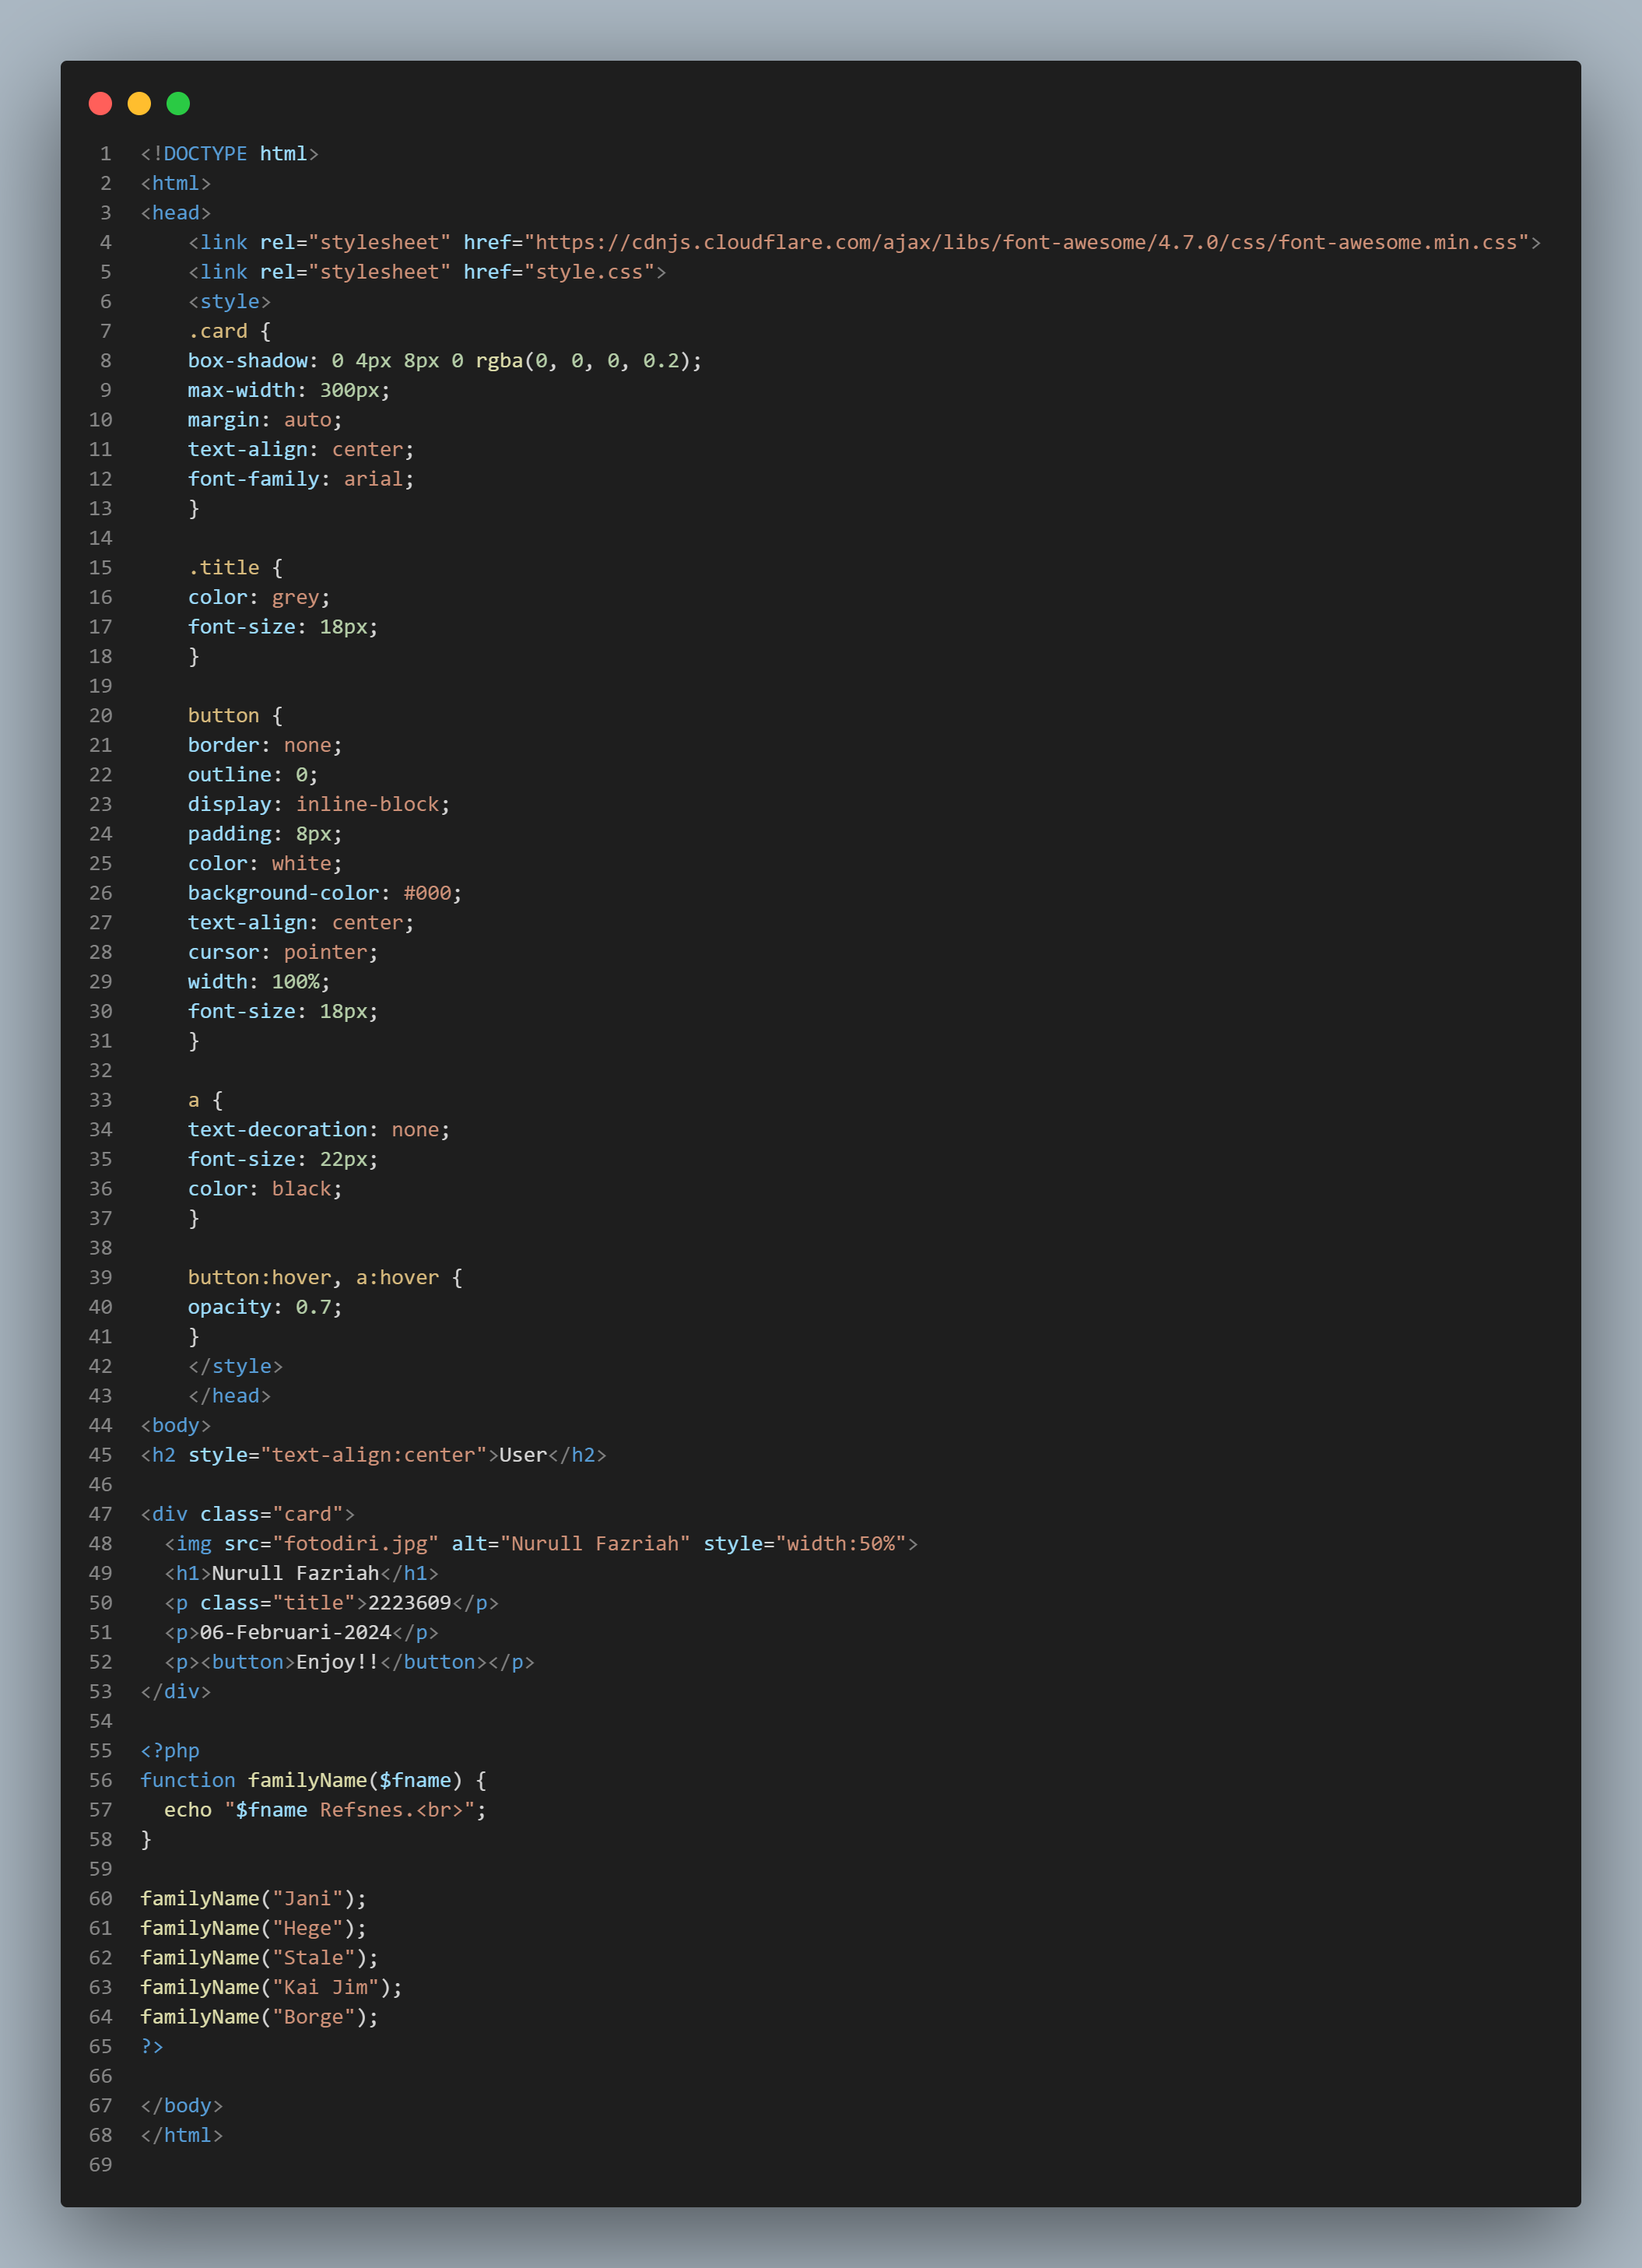 1 <!DOCTYPE html>
2 <html>
3 <head>
4     <link rel="stylesheet" href="https://cdnjs.cloudflare.com/ajax/libs/font-awesome/4.7.0/css/font-awesome.min.css">
5     <link rel="stylesheet" href="style.css">
6     <style>
7     .card {
8     box-shadow: 0 4px 8px 0 rgba(0, 0, 0, 0.2);
9     max-width: 300px;
10     margin: auto;
11     text-align: center;
12     font-family: arial;
13     }
14
15     .title {
16     color: grey;
17     font-size: 18px;
18     }
19
20     button {
21     border: none;
22     outline: 0;
23     display: inline-block;
24     padding: 8px;
25     color: white;
26     background-color: #000;
27     text-align: center;
28     cursor: pointer;
29     width: 100%;
30     font-size: 18px;
31     }
32
33     a {
34     text-decoration: none;
35     font-size: 22px;
36     color: black;
37     }
38
39     button:hover, a:hover {
40     opacity: 0.7;
41     }
42     </style>
43     </head>
44 <body>
45 <h2 style="text-align:center">User</h2>
46
47 <div class="card">
48   <img src="fotodiri.jpg" alt="Nurull Fazriah" style="width:50%">
49   <h1>Nurull Fazriah</h1>
50   <p class="title">2223609</p>
51   <p>06-Februari-2024</p>
52   <p><button>Enjoy!!</button></p>
53 </div>
54
55 <?php
56 function familyName($fname) {
57   echo "$fname Refsnes.<br>";
58 }
59
60 familyName("Jani");
61 familyName("Hege");
62 familyName("Stale");
63 familyName("Kai Jim");
64 familyName("Borge");
65 ?>
66
67 </body>
68 </html>
69